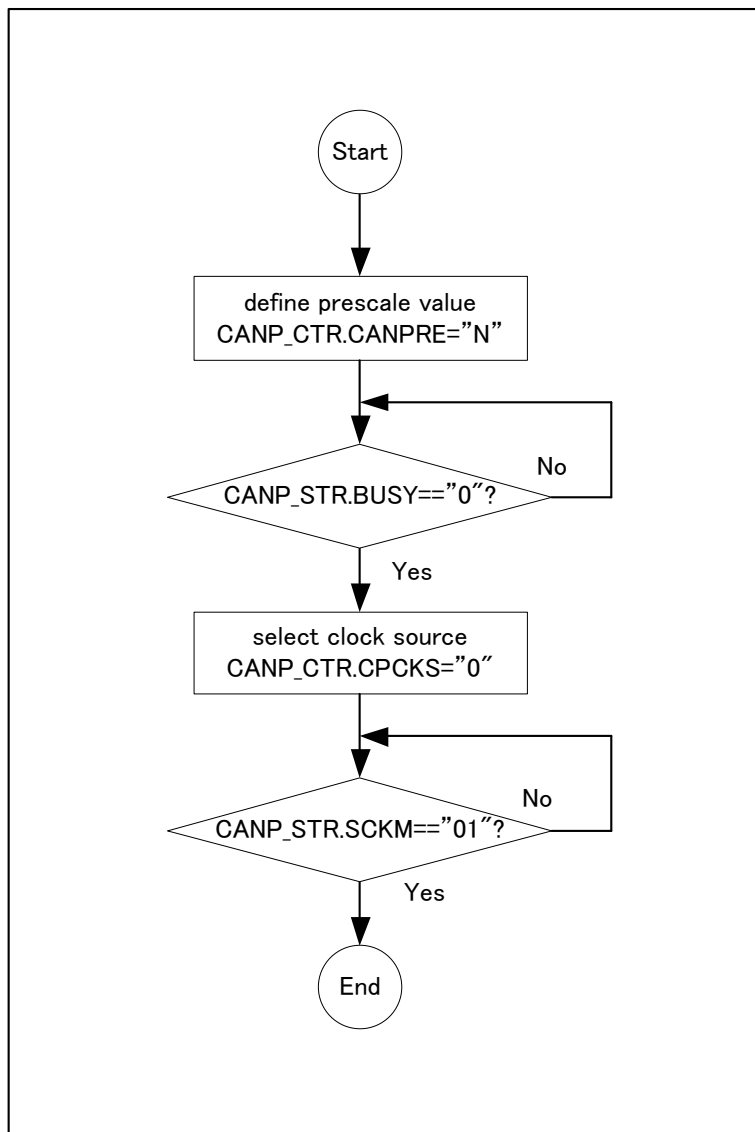 Start
define prescale value
CANP_CTR.CANPRE=”N”
No
CANP_STR.BUSY==”0”?
Yes
select clock source
CANP_CTR.CPCKS=”0”
No
CANP_STR.SCKM==”01”?
Yes
End